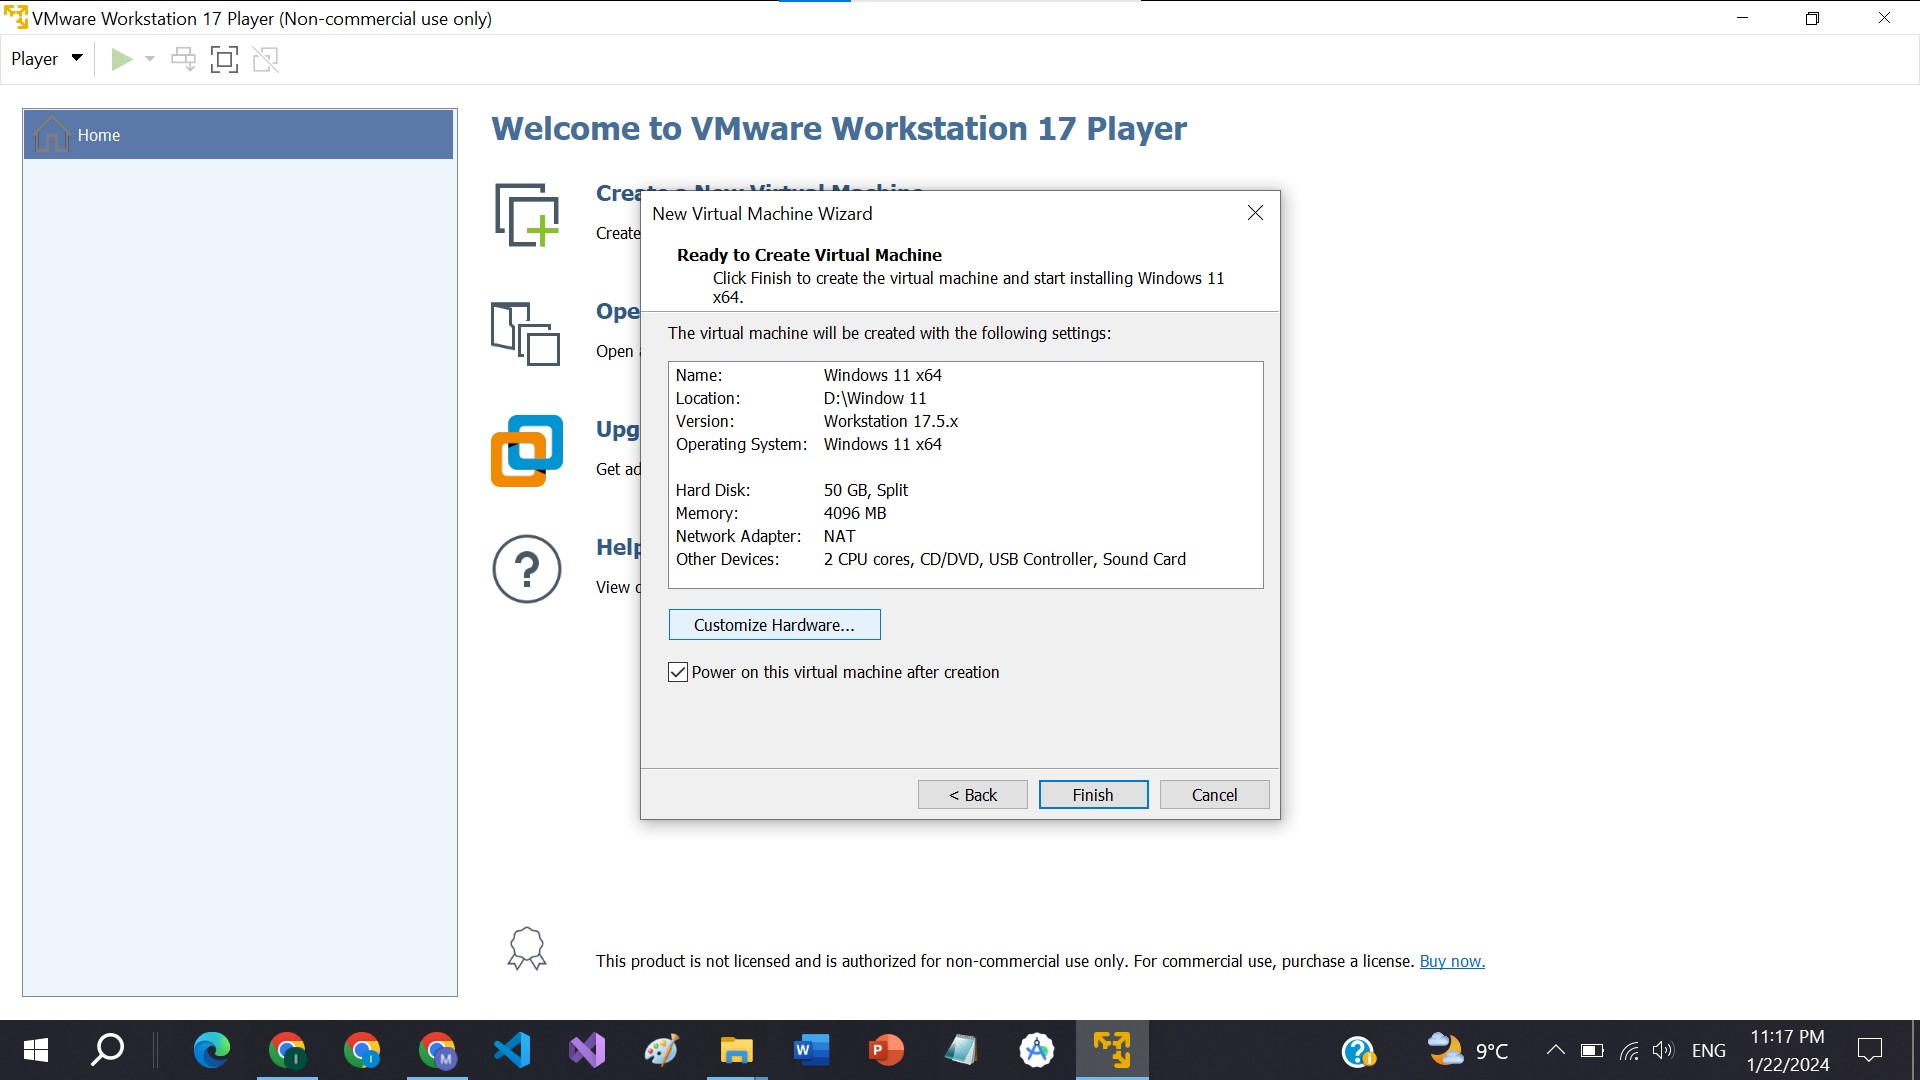 VMware Workstation 17 Player (Non-commercial use only)
Player
Home
Welcome to VMware Workstation 17 Player
Create a New Virtual Machine
Create
Ope
Open
Upg
Get ad
Help
View
New Virtual Machine Wizard
Ready to Create Virtual Machine
Click Finish to create the virtual machine and start installing Windows 11
x64.
The virtual machine will be created with the following settings:
Name: Windows 11 x64
Location: D:\Window 11
Version: Workstation 17.5.x
Operating System: Windows 11 x64
Hard Disk: 50 GB, Split
Memory: 4096 MB
Network Adapter: NAT
Other Devices: 2 CPU cores, CD/DVD, USB Controller, Sound Card
Customize Hardware...
Power on this virtual machine after creation
< Back
Finish
Cancel
This product is not licensed and is authorized for non-commercial use only. For commercial use, purchase a license. Buy now.
9°C
ENG
11:17 PM
1/22/2024